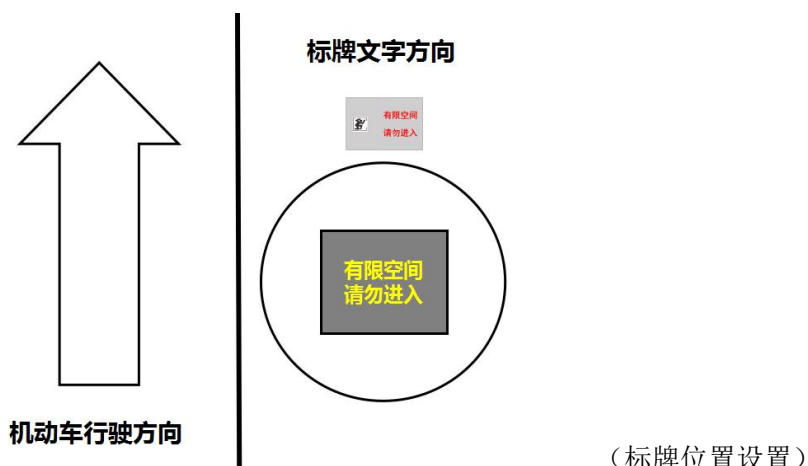 标牌文字方向
有限空间
请勿进入
有限空间
请勿进入
机动车行驶方向
（标牌位置设置）